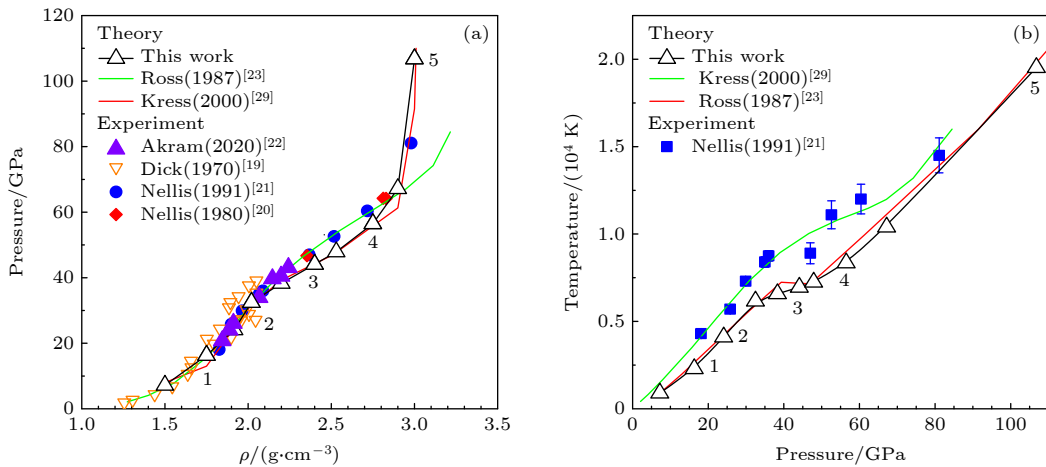 120
100
80
60
40
20
0
1.0
1.5
2.0
2.5
3.0
3.5
Pressure/GPa
ρ/(g·cm⁻³)
(a)
Theory
This work
Ross(1987)[23]
Kress(2000)[29]
Experiment
Akram(2020)[22]
Dick(1970)[19]
Nellis(1991)[21]
Nellis(1980)[20]
1
2
3
4
5
2.0
1.5
1.0
0.5
0
0
20
40
60
80
100
Temperature/(10⁴ K)
Pressure/GPa
(b)
Theory
This work
Kress(2000)[29]
Ross(1987)[23]
Experiment
Nellis(1991)[21]
1
2
3
4
5